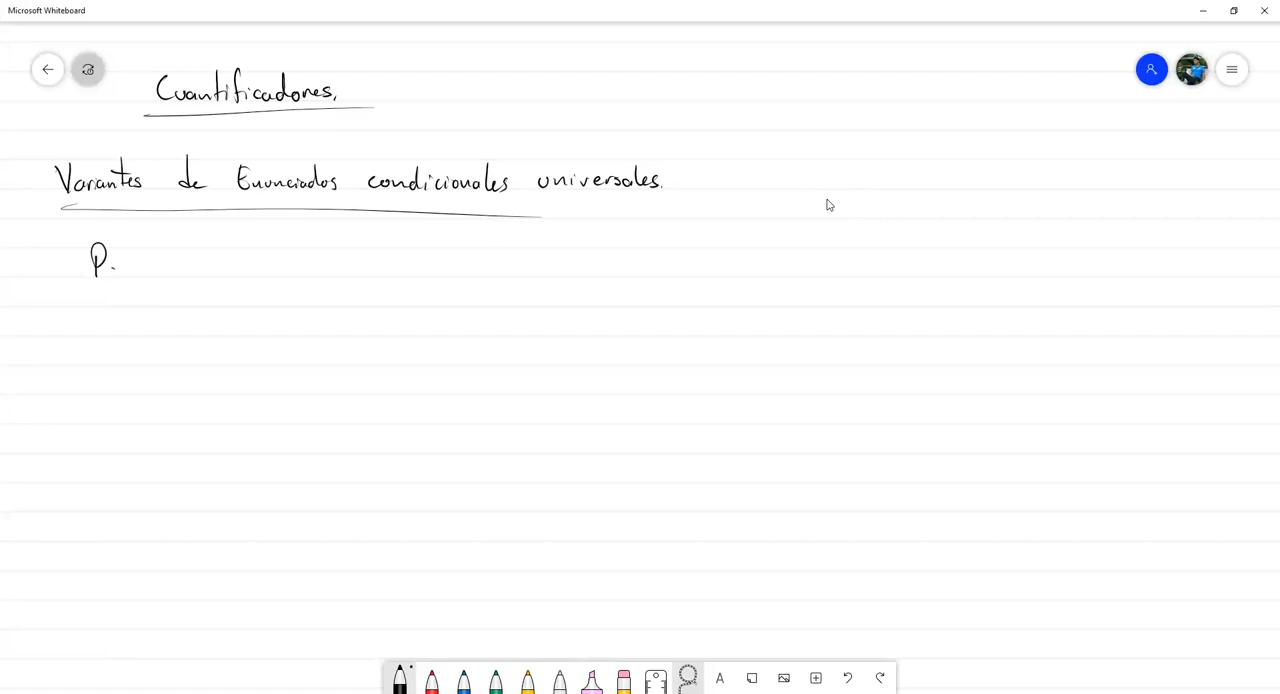 Microsoft Whiteboard
Cuantificadores.
Variantes de Enunciados condicionales universales.
P.